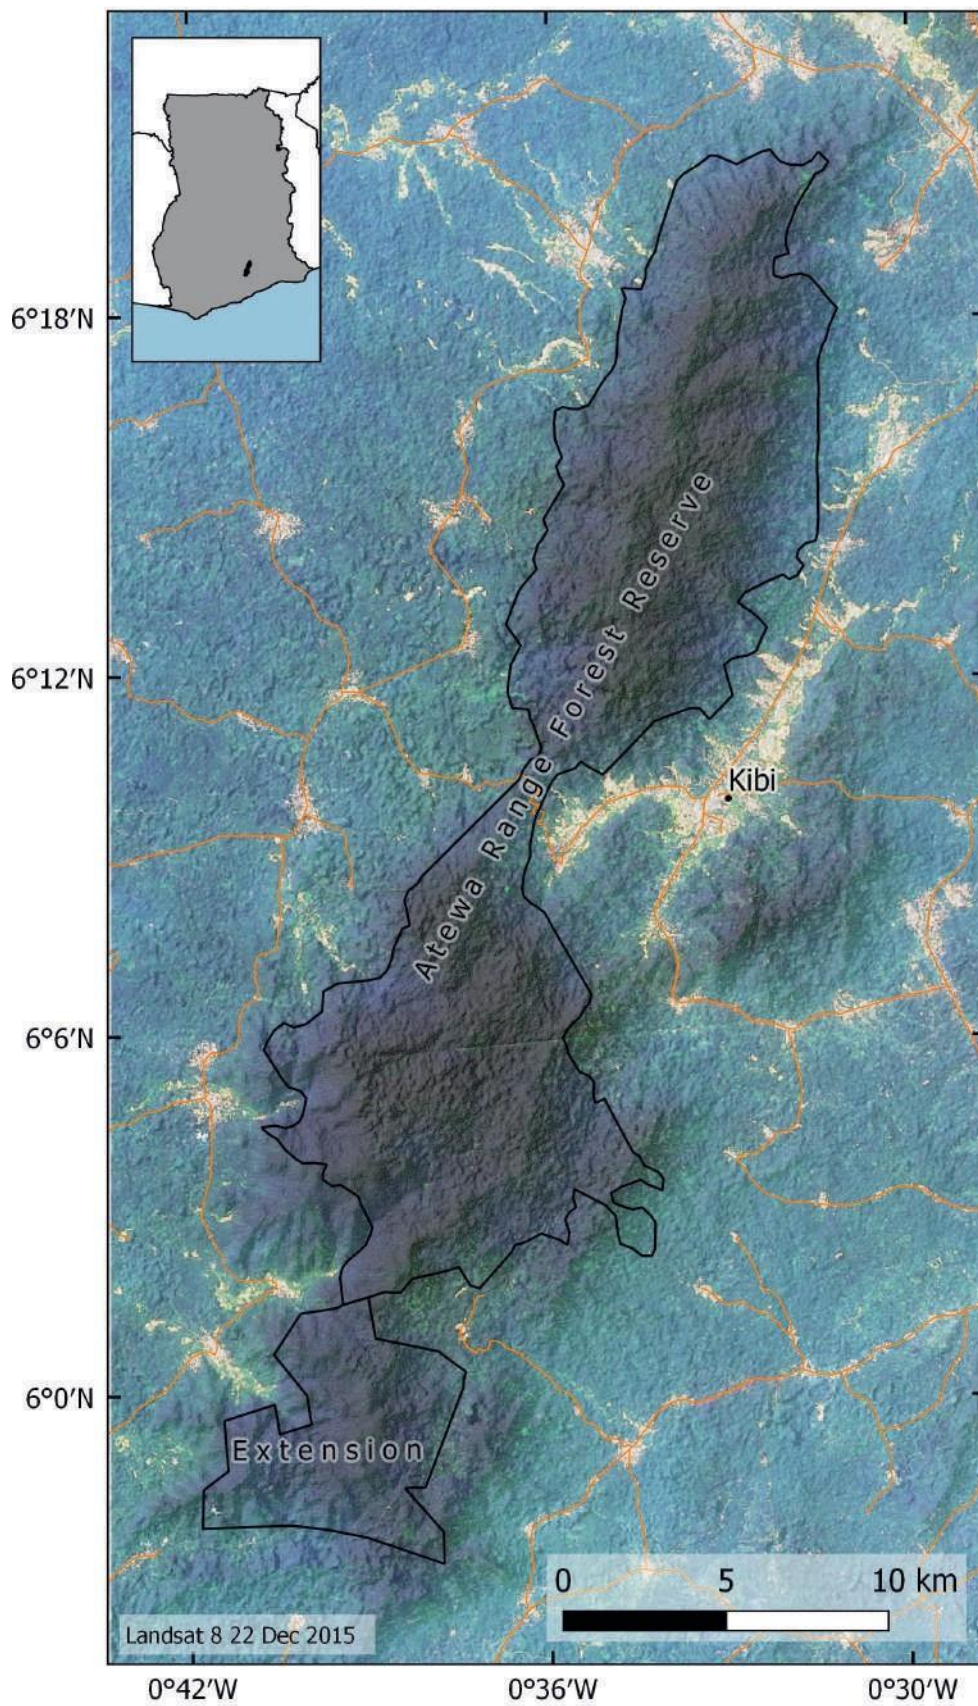 6°18'N
6°12'N
6°6'N
6°0'N
Atewa Range Forest Reserve
Kibi
Extension
0 5 10 km
Landsat 8 22 Dec 2015
0°42'W 0°36'W 0°30'W